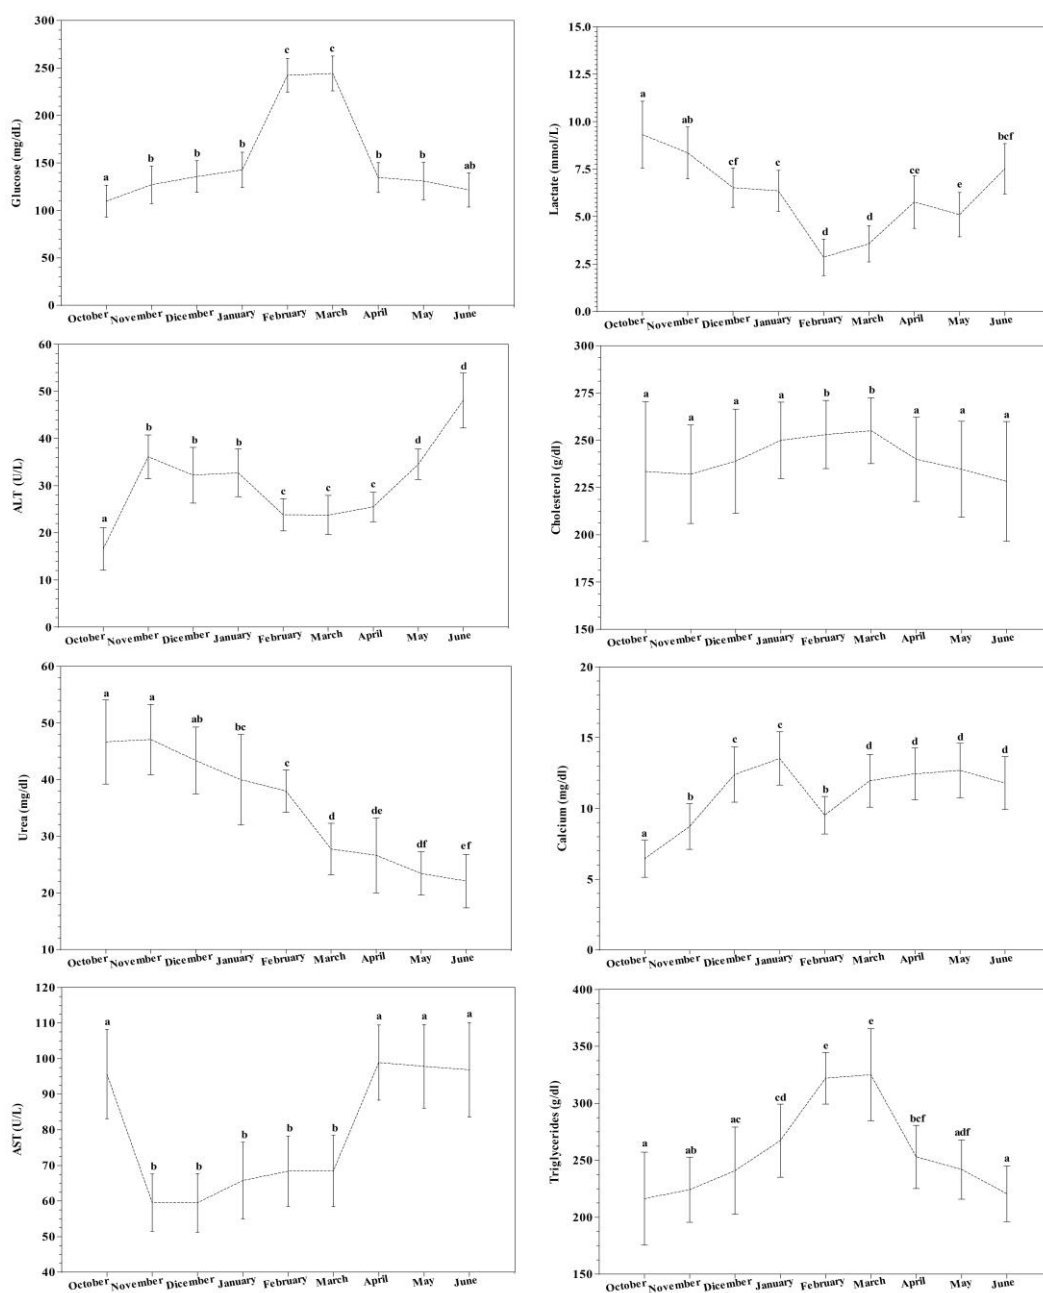 Glucose (mg/dL)
300
250
200
150
100
50
0
a
b
b
b
c
c
b
b
ab
October
November
Dicember
January
February
March
April
May
June
Lactate (mmol/L)
15.0
12.5
10.0
7.5
5.0
2.5
0.0
a
ab
cf
c
d
d
ce
e
bcf
October
November
Dicember
January
February
March
April
May
June
ALT (U/L)
60
50
40
30
20
10
0
a
b
b
b
c
c
c
d
d
October
November
Dicember
January
February
March
April
May
June
Cholesterol (g/dl)
300
275
250
225
200
175
150
a
a
a
a
b
b
a
a
a
October
November
Dicember
January
February
March
April
May
June
Urea (mg/dl)
60
50
40
30
20
10
a
a
ab
bc
c
d
de
df
ef
October
November
Dicember
January
February
March
April
May
June
Calcium (mg/dl)
20
15
10
5
0
a
b
c
c
b
d
d
d
d
October
November
Dicember
January
February
March
April
May
June
AST (U/L)
120
110
100
90
80
70
60
50
40
a
b
b
b
b
b
a
a
a
October
November
Dicember
January
February
March
April
May
June
Triglycerides (g/dl)
400
350
300
250
200
150
a
ab
ac
cd
e
e
bcf
adf
a
October
November
Dicember
January
February
March
April
May
June